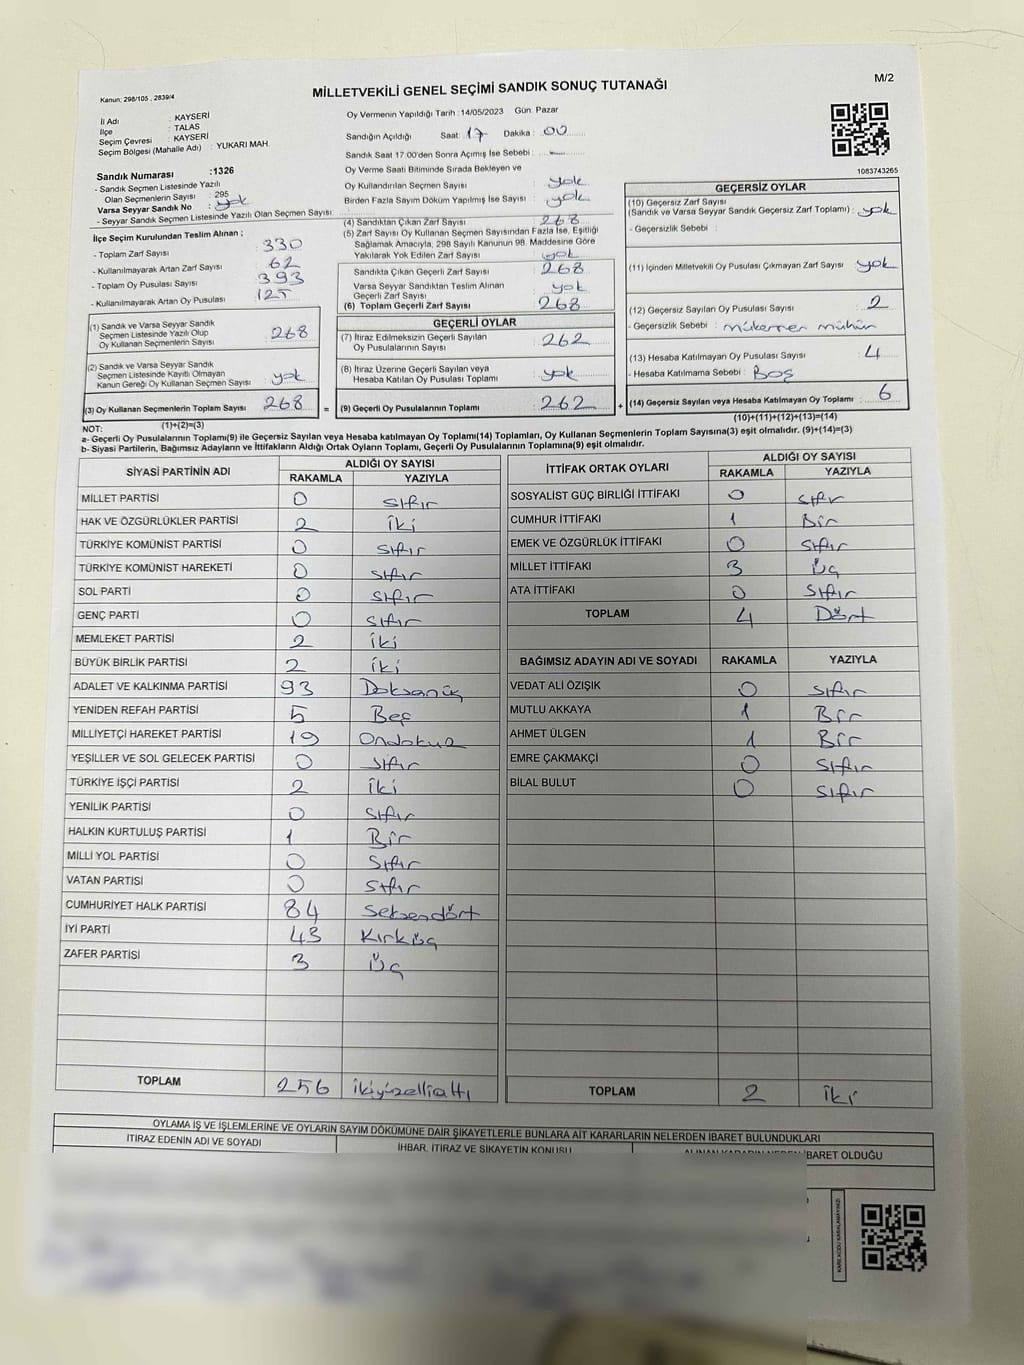 Kanun: 298/105 , 2839/4
MİLLETVEKİLİ GENEL SEÇİMİ SANDIK SONUÇ TUTANAĞI
M/2
İl Adı : KAYSERİ
İlçe : TALAS
Seçim Çevresi : KAYSERİ
Seçim Bölgesi (Mahalle Adı) : YUKARI MAH.
Sandık Numarası :1326
- Sandık Seçmen Listesinde Yazılı
Olan Seçmenlerin Sayısı : 295
Varsa Seyyar Sandık No : yok
- Seyyar Sandık Seçmen Listesinde Yazılı Olan Seçmen Sayısı:
İlçe Seçim Kurulundan Teslim Alınan ;
- Toplam Zarf Sayısı : 330
- Kullanılmayarak Artan Zarf Sayısı : 62
- Toplam Oy Pusulası Sayısı : 393
- Kullanılmayarak Artan Oy Pusulası : 125
(1) Sandık ve Varsa Seyyar Sandık
Seçmen Listesinde Yazılı Olup
Oy Kullanan Seçmenlerin Sayısı : 268
(2) Sandık ve Varsa Seyyar Sandık
Seçmen Listesinde Kayıtlı Olmayan
Kanun Gereği Oy Kullanan Seçmen Sayısı : yok
(3) Oy Kullanan Seçmenlerin Toplam Sayısı : 268
(1)+(2)=(3)
Oy Vermenin Yapıldığı Tarih : 14/05/2023 Gün: Pazar
Sandığın Açıldığı Saat: 17 Dakika : 00
Sandık Saat 17.00'den Sonra Açımış İse Sebebi :
Oy Verme Saati Bitiminde Sırada Bekleyen ve
Oy Kullandırılan Seçmen Sayısı : yok
Birden Fazla Sayım Döküm Yapılmış İse Sayısı : yok
(4) Sandıktan Çıkan Zarf Sayısı : 268
(5) Zarf Sayısı Oy Kullanan Seçmen Sayısından Fazla İse, Eşitliği
Sağlamak Amacıyla, 298 Sayılı Kanunun 98. Maddesine Göre
Yakılarak Yok Edilen Zarf Sayısı : yok
Sandıkta Çıkan Geçerli Zarf Sayısı : 268
Varsa Seyyar Sandıktan Teslim Alınan
Geçerli Zarf Sayısı : yok
(6) Toplam Geçerli Zarf Sayısı : 268
GEÇERLİ OYLAR
(7) İtiraz Edilmeksizin Geçerli Sayılan
Oy Pusulalarının Sayısı : 262
(8) İtiraz Üzerine Geçerli Sayılan veya
Hesaba Katılan Oy Pusulaları Toplamı : yok
= (9) Geçerli Oy Pusulalarının Toplamı : 262 +
1083743265
GEÇERSİZ OYLAR
(10) Geçersiz Zarf Sayısı
(Sandık ve Varsa Seyyar Sandık Geçersiz Zarf Toplamı) : yok
- Geçersizlik Sebebi :
(11) İçinden Milletvekili Oy Pusulası Çıkmayan Zarf Sayısı : yok
(12) Geçersiz Sayılan Oy Pusulası Sayısı : 2
- Geçersizlik Sebebi : mükerrer mühür
(13) Hesaba Katılmayan Oy Pusulası Sayısı : 4
- Hesaba Katılmama Sebebi : Boş
(14) Geçersiz Sayılan veya Hesaba Katılmayan Oy Toplamı : 6
(10)+(11)+(12)+(13)=(14)
NOT:
a- Geçerli Oy Pusulalarının Toplamı(9) ile Geçersiz Sayılan veya Hesaba katılmayan Oy Toplamı(14) Toplamları, Oy Kullanan Seçmenlerin Toplam Sayısına(3) eşit olmalıdır. (9)+(14)=(3)
b- Siyasi Partilerin, Bağımsız Adayların ve İttifakların Aldığı Ortak Oyların Toplamı, Geçerli Oy Pusulalarının Toplamına(9) eşit olmalıdır.
SİYASİ PARTİNİN ADI ALDIĞI OY SAYISI
RAKAMLA YAZIYLA
MİLLET PARTİSİ 0 sıfır
HAK VE ÖZGÜRLÜKLER PARTİSİ 2 iki
TÜRKİYE KOMÜNİST PARTİSİ 0 sıfır
TÜRKİYE KOMÜNİST HAREKETİ 0 sıfır
SOL PARTİ 0 sıfır
GENÇ PARTİ 0 sıfır
MEMLEKET PARTİSİ 2 iki
BÜYÜK BİRLİK PARTİSİ 2 iki
ADALET VE KALKINMA PARTİSİ 93 Doksanüç
YENİDEN REFAH PARTİSİ 5 Beş
MİLLİYETÇİ HAREKET PARTİSİ 19 Ondokuz
YEŞİLLER VE SOL GELECEK PARTİSİ 0 sıfır
TÜRKİYE İŞÇİ PARTİSİ 2 iki
YENİLİK PARTİSİ 0 sıfır
HALKIN KURTULUŞ PARTİSİ 1 Bir
MİLLİ YOL PARTİSİ 0 Sıfır
VATAN PARTİSİ 0 sıfır
CUMHURİYET HALK PARTİSİ 84 Seksendört
İYİ PARTİ 43 Kırküç
ZAFER PARTİSİ 3 Üç
TOPLAM 256 ikiyüzellialtı
İTTİFAK ORTAK OYLARI ALDIĞI OY SAYISI
RAKAMLA YAZIYLA
SOSYALİST GÜÇ BİRLİĞİ İTTİFAKI 0 sıfır
CUMHUR İTTİFAKI 1 Bir
EMEK VE ÖZGÜRLÜK İTTİFAKI 0 sıfır
MİLLET İTTİFAKI 3 Üç
ATA İTTİFAKI 0 Sıfır
TOPLAM 4 Dört
BAĞIMSIZ ADAYIN ADI VE SOYADI RAKAMLA YAZIYLA
VEDAT ALİ ÖZIŞIK 0 sıfır
MUTLU AKKAYA 1 Bir
AHMET ÜLGEN 1 Bir
EMRE ÇAKMAKÇİ 0 sıfır
BİLAL BULUT 0 sıfır
TOPLAM 2 iki
OYLAMA İŞ VE İŞLEMLERİNE VE OYLARIN SAYIM DÖKÜMÜNE DAİR ŞİKAYETLERLE BUNLARA AİT KARARLARIN NELERDEN İBARET BULUNDUKLARI
İTİRAZ EDENİN ADI VE SOYADI İHBAR, İTİRAZ VE ŞİKAYETİN KONUSU ALINAN KARARIN NEDEN İBARET OLDUĞU
KARE KODU KARALAMAYINIZ!